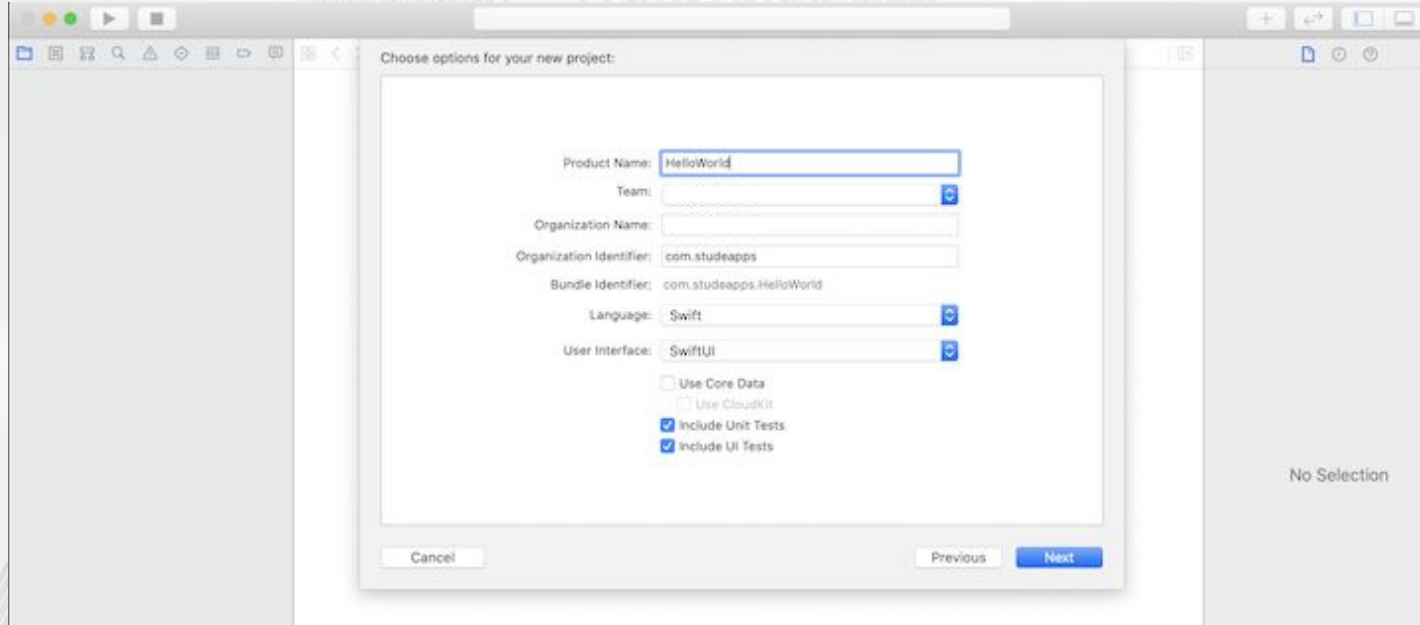 Choose options for your new project:
Product Name: HelloWorld
Team:
Organization Name:
Organization Identifier: com.studeapps
Bundle Identifier: com.studeapps.HelloWorld
Language: Swift
User Interface: SwiftUI
Use Core Data
Use CloudKit
Include Unit Tests
Include UI Tests
No Selection
Cancel Previous Next